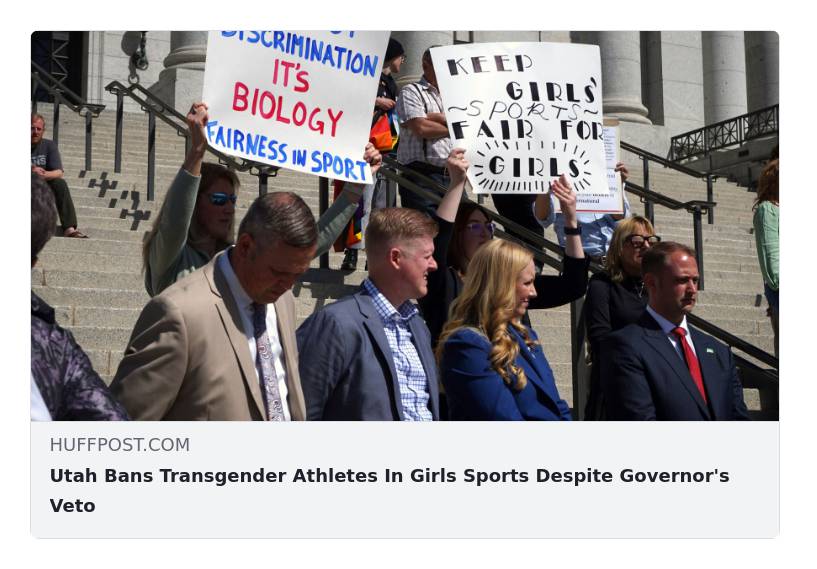 DISCRIMINATION
IT'S
BIOLOGY
FAIRNESS IN SPORT
KEEP
GIRLS'
~SPORTS~
FAIR FOR
GIRLS
HUFFPOST.COM
Utah Bans Transgender Athletes In Girls Sports Despite Governor's
Veto